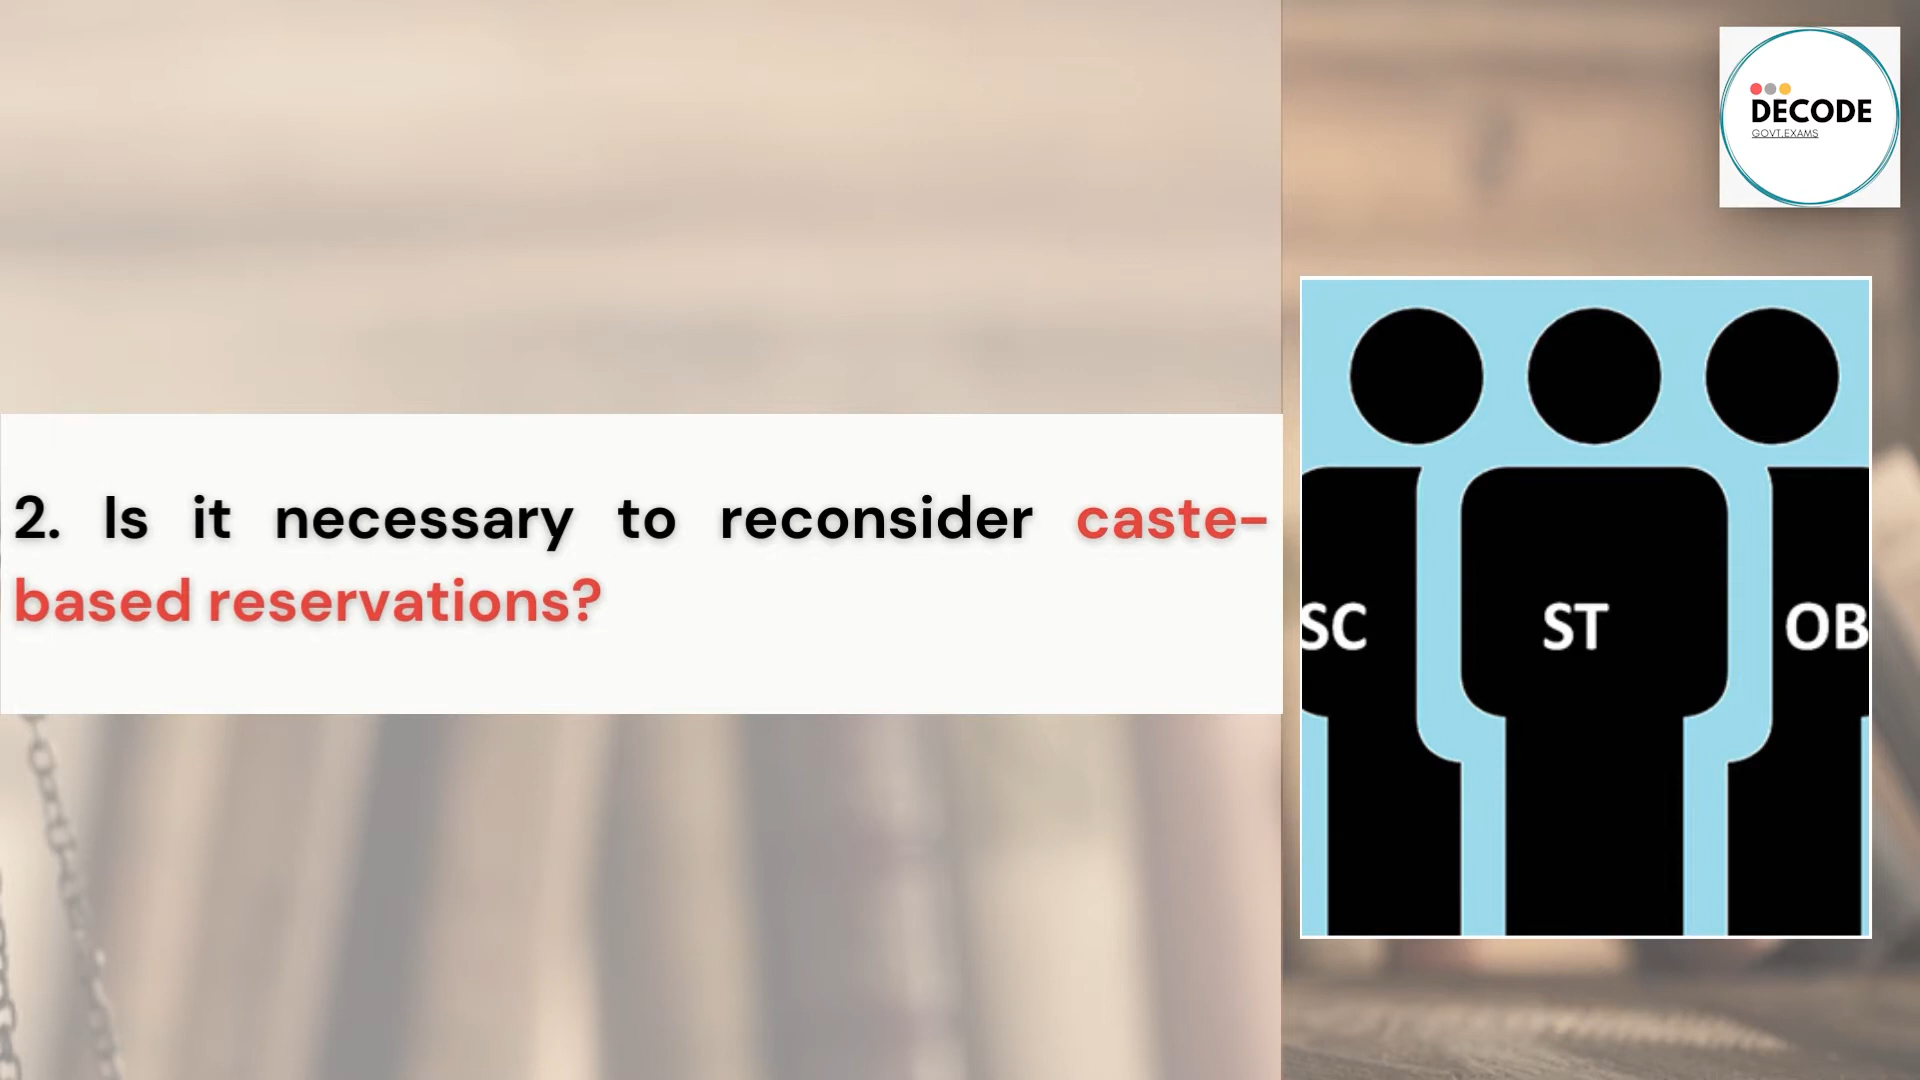 DECODE
GOVT.EXAMS
2. Is it necessary to reconsider caste-
based reservations?
SC
ST
OB